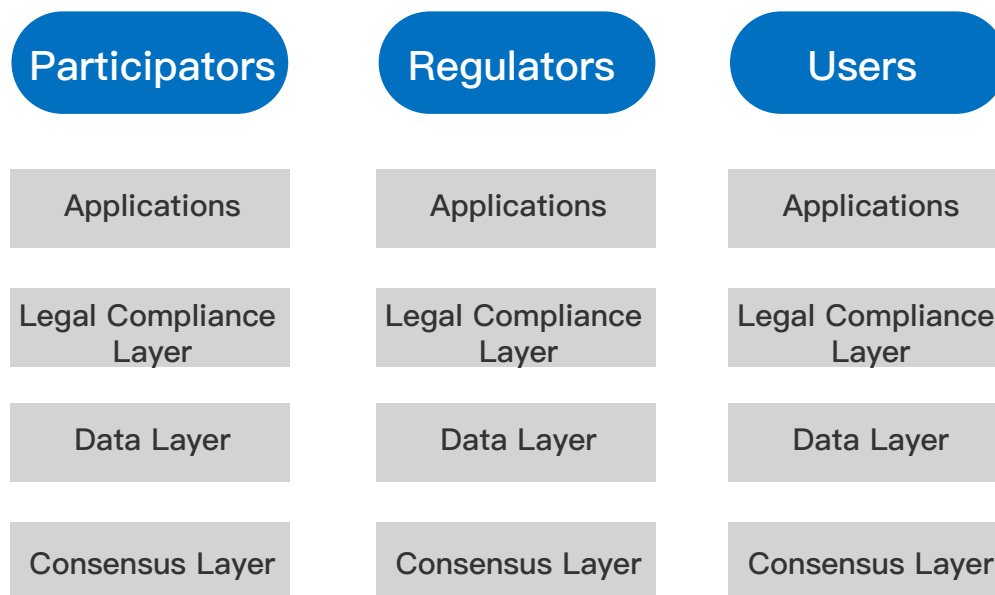 Participators
Regulators
Users
Applications
Applications
Applications
Legal Compliance
Layer
Legal Compliance
Layer
Legal Compliance
Layer
Data Layer
Data Layer
Data Layer
Consensus Layer
Consensus Layer
Consensus Layer